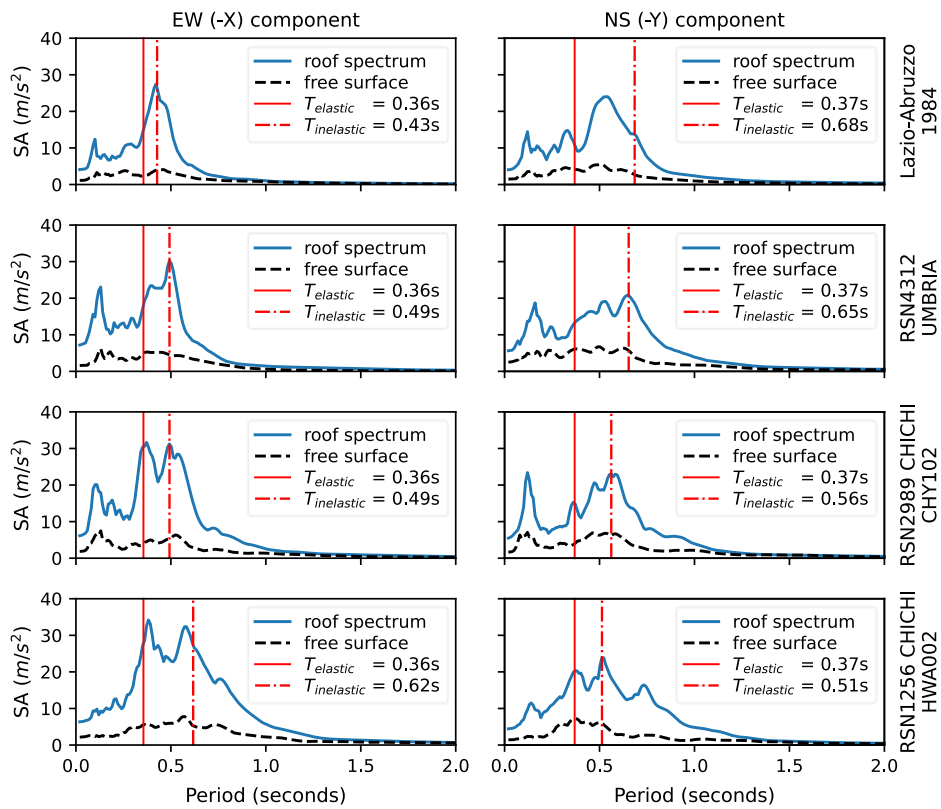 EW (-X) component
NS (-Y) component
40
30
20
10
0
SA (m/s²)
roof spectrum
free surface
T_elastic = 0.36s
T_inelastic = 0.43s
roof spectrum
free surface
T_elastic = 0.37s
T_inelastic = 0.68s
Lazio-Abruzzo
1984
40
30
20
10
0
SA (m/s²)
roof spectrum
free surface
T_elastic = 0.36s
T_inelastic = 0.49s
roof spectrum
free surface
T_elastic = 0.37s
T_inelastic = 0.65s
RSN4312
UMBRIA
40
30
20
10
0
SA (m/s²)
roof spectrum
free surface
T_elastic = 0.36s
T_inelastic = 0.49s
roof spectrum
free surface
T_elastic = 0.37s
T_inelastic = 0.56s
RSN2989 CHICHI
CHY102
40
30
20
10
0
SA (m/s²)
roof spectrum
free surface
T_elastic = 0.36s
T_inelastic = 0.62s
roof spectrum
free surface
T_elastic = 0.37s
T_inelastic = 0.51s
RSN1256 CHICHI
HWA002
0.0 0.5 1.0 1.5 2.0
0.0 0.5 1.0 1.5 2.0
Period (seconds)
Period (seconds)